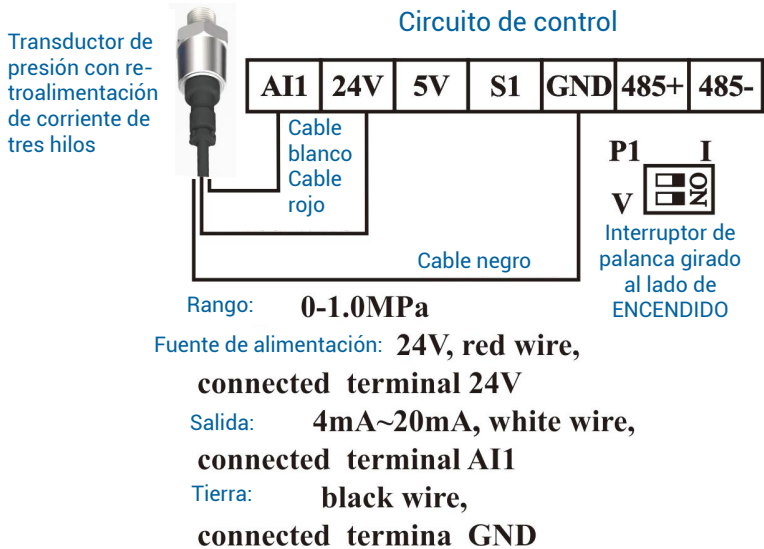 Circuito de control
Transductor de
presión con re-
troalimentación
de corriente de
tres hilos
AI1 24V 5V S1 GND 485+ 485-
Cable
blanco
Cable
rojo
P1 I
V ON
Interruptor de
palanca girado
al lado de
ENCENDIDO
Cable negro
Rango: 0-1.0MPa
Fuente de alimentación: 24V, red wire,
connected terminal 24V
Salida: 4mA~20mA, white wire,
connected terminal AI1
Tierra: black wire,
connected termina GND